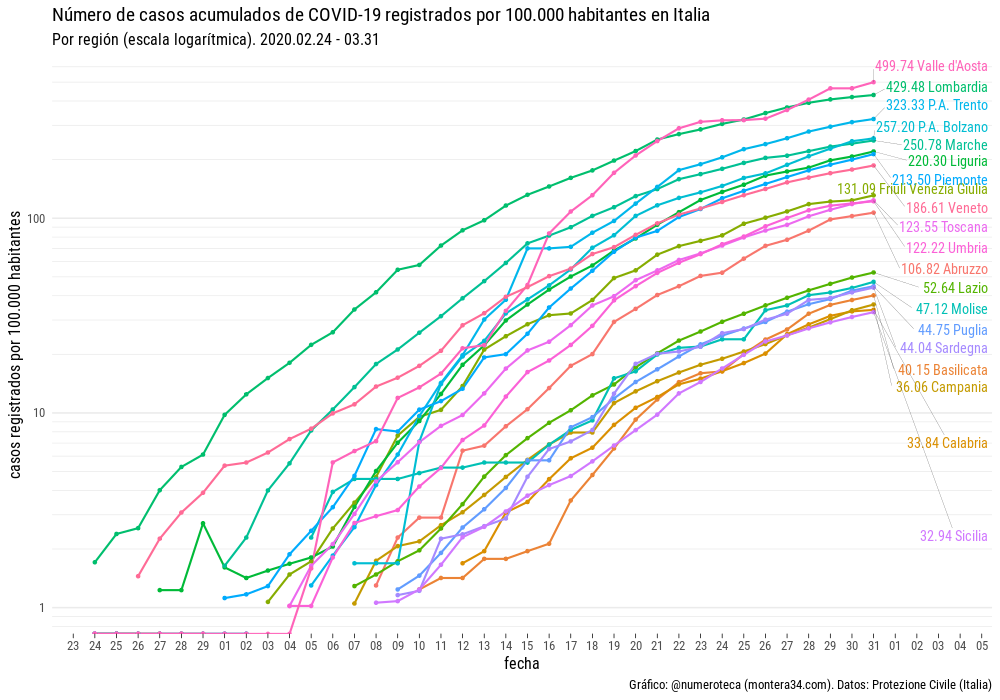 Número de casos acumulados de COVID-19 registrados por 100.000 habitantes en Italia
Por región (escala logarítmica). 2020.02.24 - 03.31
casos registrados por 100.000 habitantes
100
10
1
499.74 Valle d'Aosta
429.48 Lombardia
323.33 P.A. Trento
257.20 P.A. Bolzano
250.78 Marche
220.30 Liguria
213.50 Piemonte
131.09 Friuli Venezia Giulia
186.61 Veneto
123.55 Toscana
122.22 Umbria
106.82 Abruzzo
52.64 Lazio
47.12 Molise
44.75 Puglia
44.04 Sardegna
40.15 Basilicata
36.06 Campania
33.84 Calabria
32.94 Sicilia
23 24 25 26 27 28 29 01 02 03 04 05 06 07 08 09 10 11 12 13 14 15 16 17 18 19 20 21 22 23 24 25 26 27 28 29 30 31 01 02 03 04 05
fecha
Gráfico: @numeroteca (montera34.com). Datos: Protezione Civile (Italia)